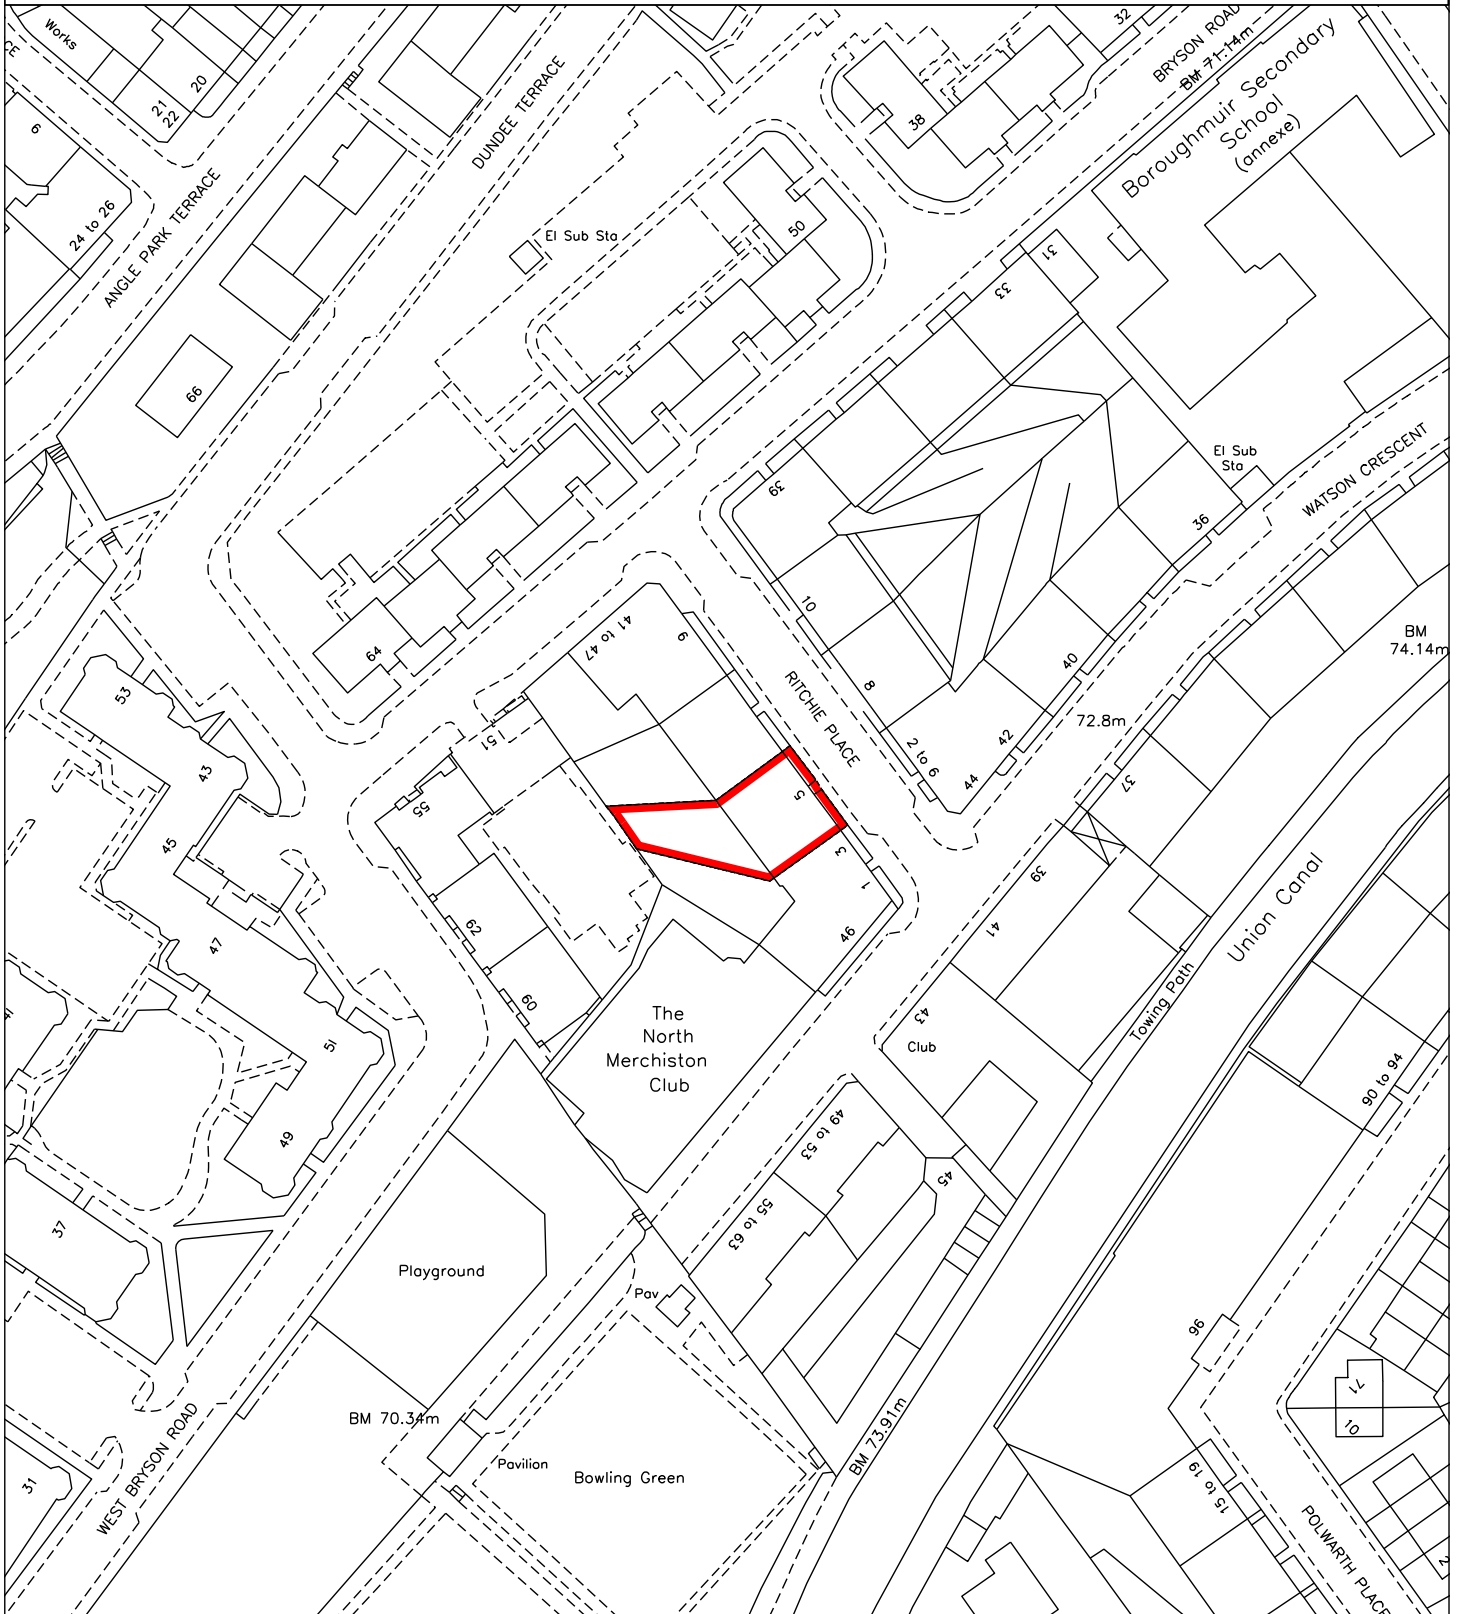 Works
20
21
22
6
24 to 26
ANGLE PARK TERRACE
DUNDEE TERRACE
El Sub Sta
66
50
38
32
BRYSON ROAD
BM 71.14m
Boroughmuir Secondary
School
(annexe)
31
33
39
El Sub
Sta
WATSON CRESCENT
36
10
8
2 to 6
40
42
44
72.8m
BM
74.14m
64
41 to 47
9
RITCHIE PLACE
5
3
1
46
51
55
62
60
53
43
45
47
51
49
37
31
The
North
Merchiston
Club
37
39
41
43
Club
Union Canal
Towing Path
90 to 94
49 to 53
55 to 63
45
Playground
Pav
BM 70.34m
WEST BRYSON ROAD
Pavilion
Bowling Green
BM 73.91m
96
71
10
15 to 19
POLWARTH PLACE